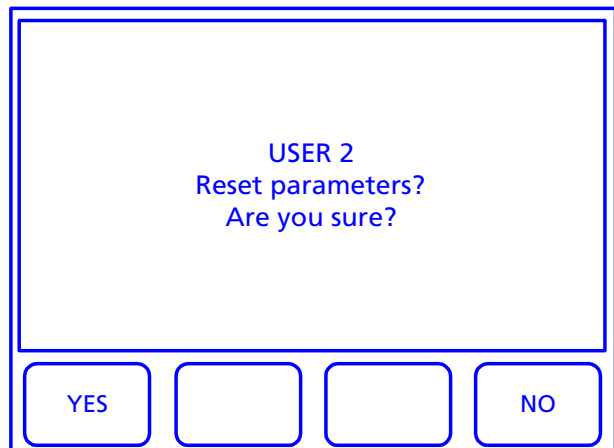 USER 2
Reset parameters?
Are you sure?
YES
NO